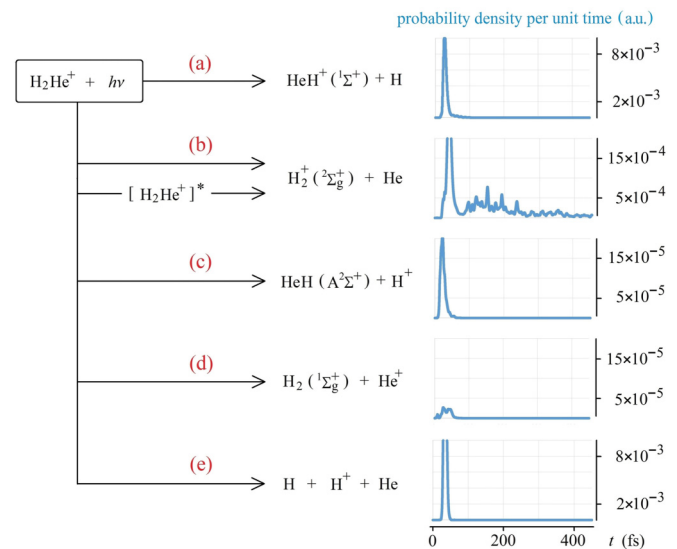 probability density per unit time (a.u.)
(a)
H₂He⁺ + hν
HeH⁺(¹Σ⁺) + H
8×10⁻³
2×10⁻³
(b)
H₂⁺(²Σg⁺) + He
[H₂He⁺]*
15×10⁻⁴
5×10⁻⁴
(c)
HeH (A²Σ⁺) + H⁺
15×10⁻⁵
5×10⁻⁵
(d)
H₂ (¹Σg⁺) + He⁺
15×10⁻⁵
5×10⁻⁵
(e)
H + H⁺ + He
8×10⁻³
2×10⁻³
0 200 400 t (fs)